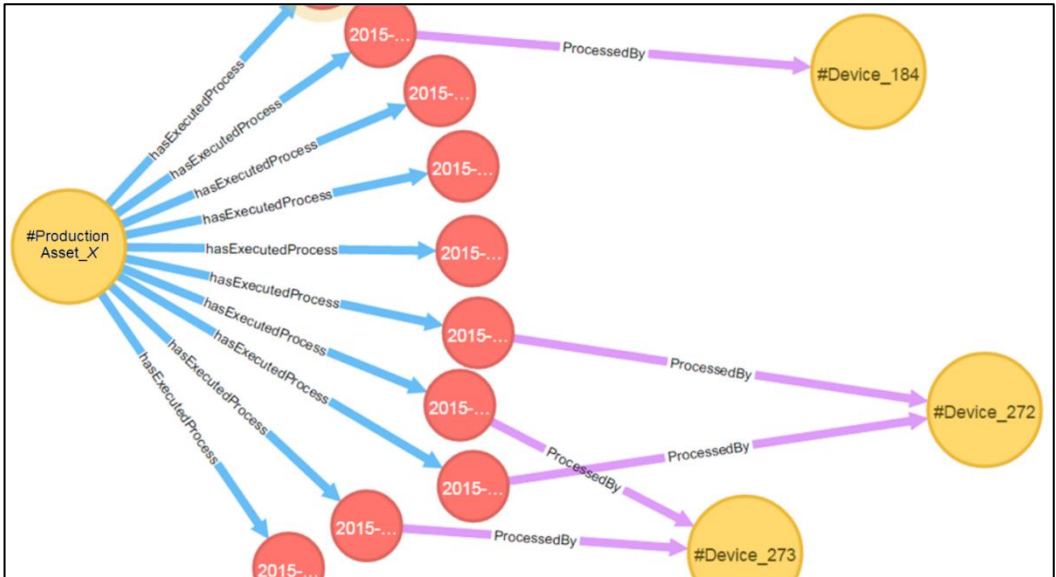 hasExecutedProcess
2015-...
ProcessedBy
#Device_184
hasExecutedProcess
2015-...
hasExecutedProcess
2015-...
hasExecutedProcess
#Production
Asset_X
hasExecutedProcess
2015-...
hasExecutedProcess
2015-...
ProcessedBy
hasExecutedProcess
2015-...
#Device_272
hasExecutedProcess
ProcessedBy
ProcessedBy
2015-...
hasExecutedProcess
2015-...
ProcessedBy
#Device_273
hasExecutedProcess
2015-...